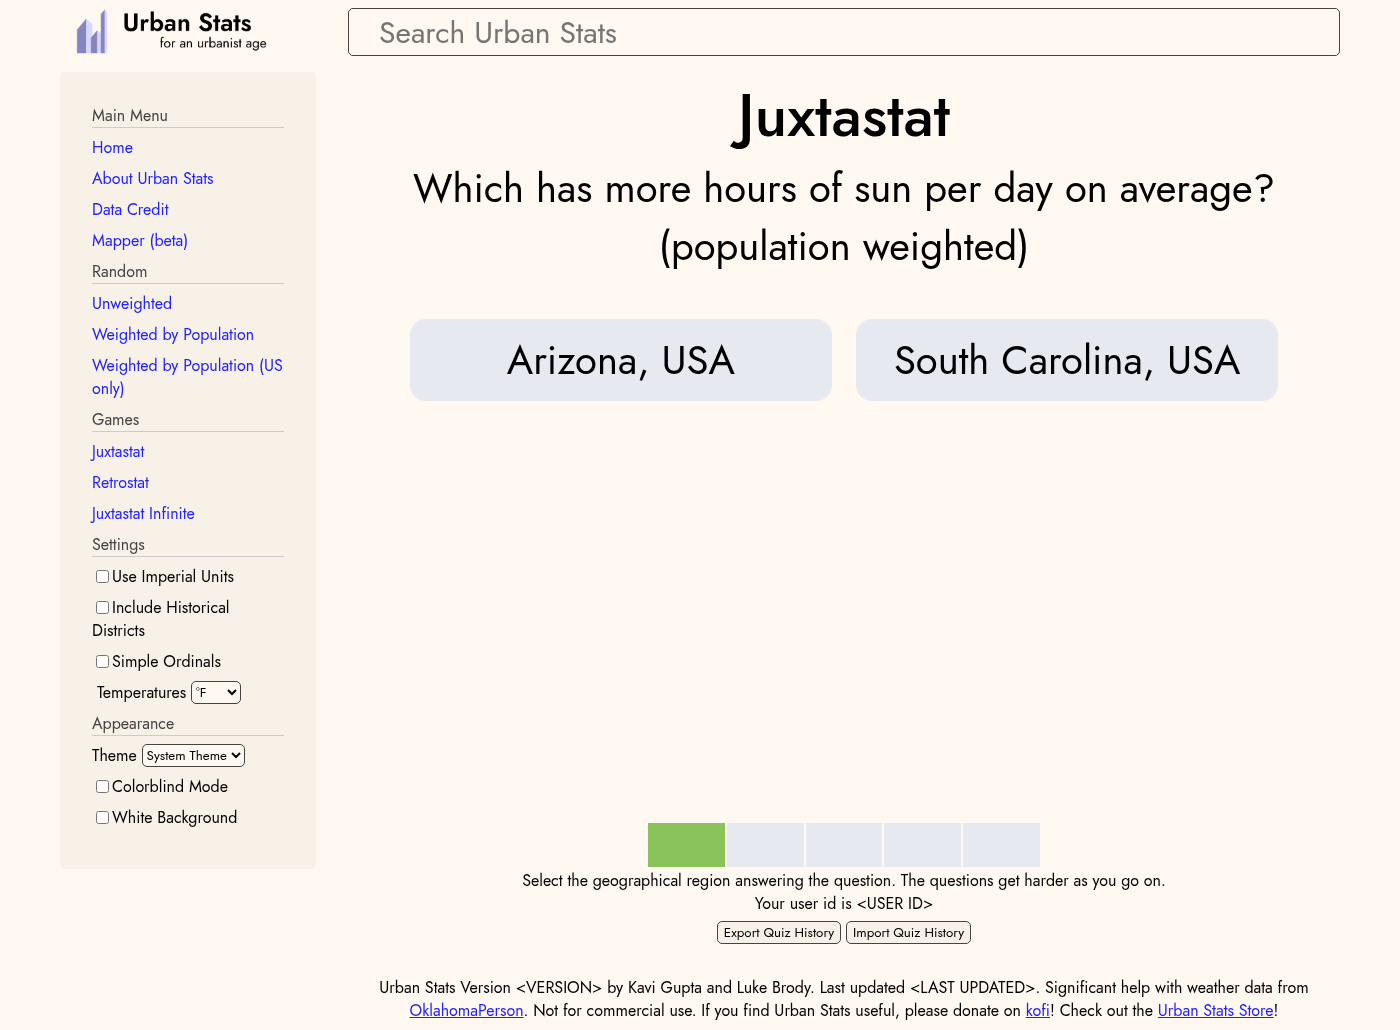 Urban Stats
for an urbanist age
Search Urban Stats
Main Menu
Home
About Urban Stats
Data Credit
Mapper (beta)
Random
Unweighted
Weighted by Population
Weighted by Population (US
only)
Games
Juxtastat
Retrostat
Juxtastat Infinite
Settings
Use Imperial Units
Include Historical
Districts
Simple Ordinals
Temperatures °F
Appearance
Theme System Theme
Colorblind Mode
White Background
Juxtastat
Which has more hours of sun per day on average?
(population weighted)
Arizona, USA
South Carolina, USA
Select the geographical region answering the question. The questions get harder as you go on.
Your user id is <USER ID>
Export Quiz History Import Quiz History
Urban Stats Version <VERSION> by Kavi Gupta and Luke Brody. Last updated <LAST UPDATED>. Significant help with weather data from
OklahomaPerson. Not for commercial use. If you find Urban Stats useful, please donate on kofi! Check out the Urban Stats Store!